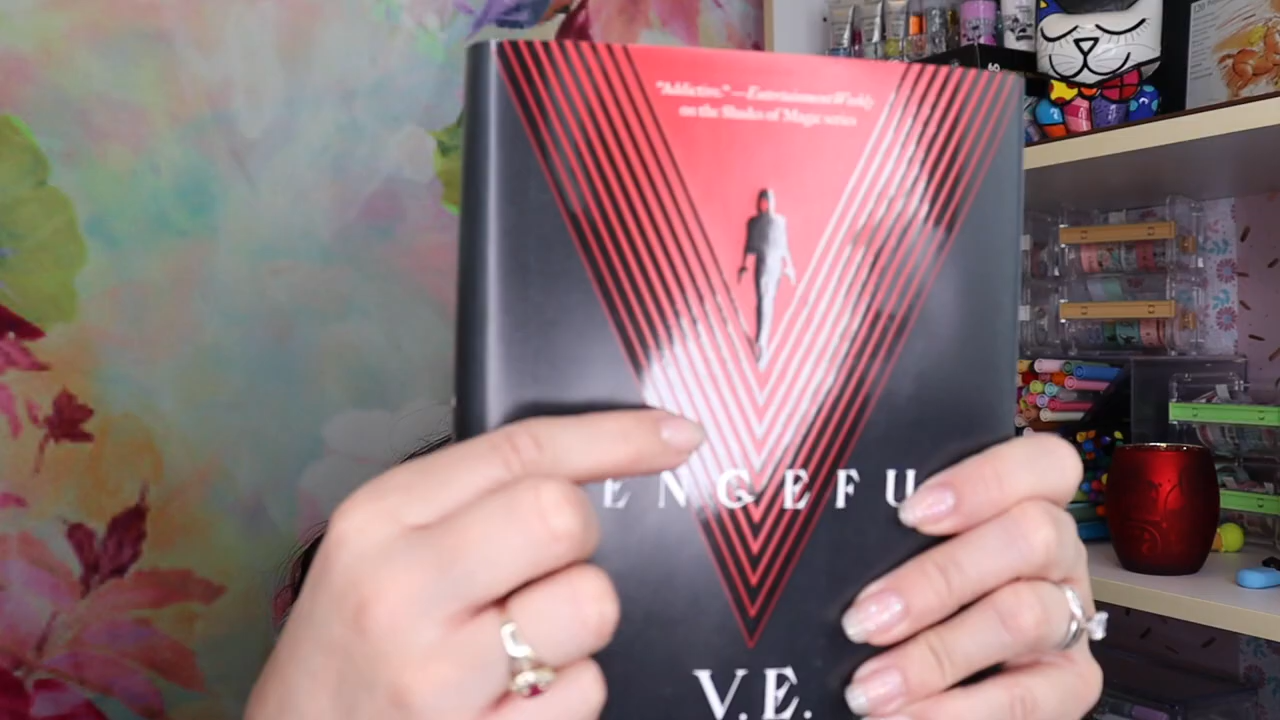 "Addictive." —Entertainment Weekly
on the Shades of Magic series
ENGEFU
V.E.